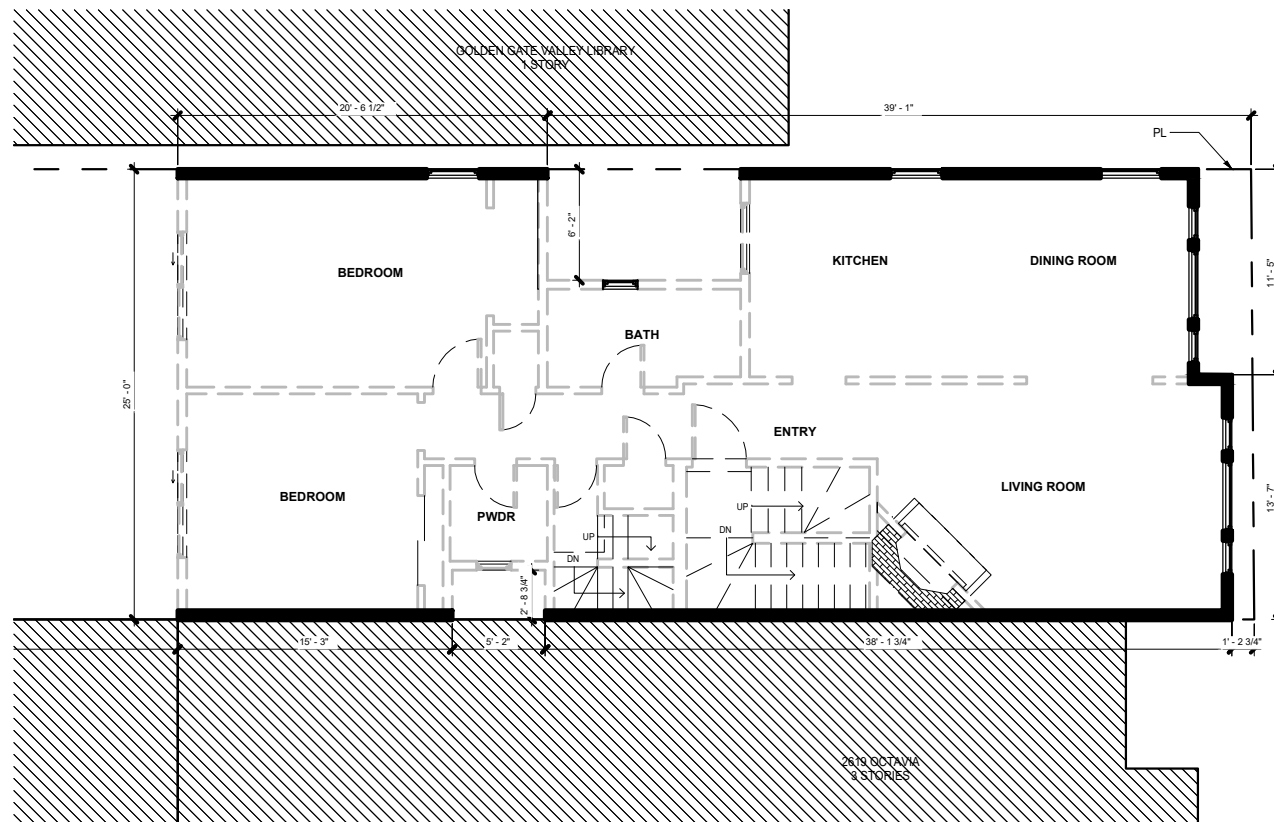 GOLDEN GATE VALLEY LIBRARY
1 STORY
20' - 6 1/2"
39' - 1"
PL
6' - 2"
BEDROOM
KITCHEN
DINING ROOM
11' - 5"
BATH
25' - 0"
ENTRY
BEDROOM
LIVING ROOM
13' - 7"
PWDR
UP
DN
UP
DN
2' - 8 3/4"
15' - 3"
5' - 2"
38' - 1 3/4"
1' - 2 3/4"
2619 OCTAVIA
3 STORIES